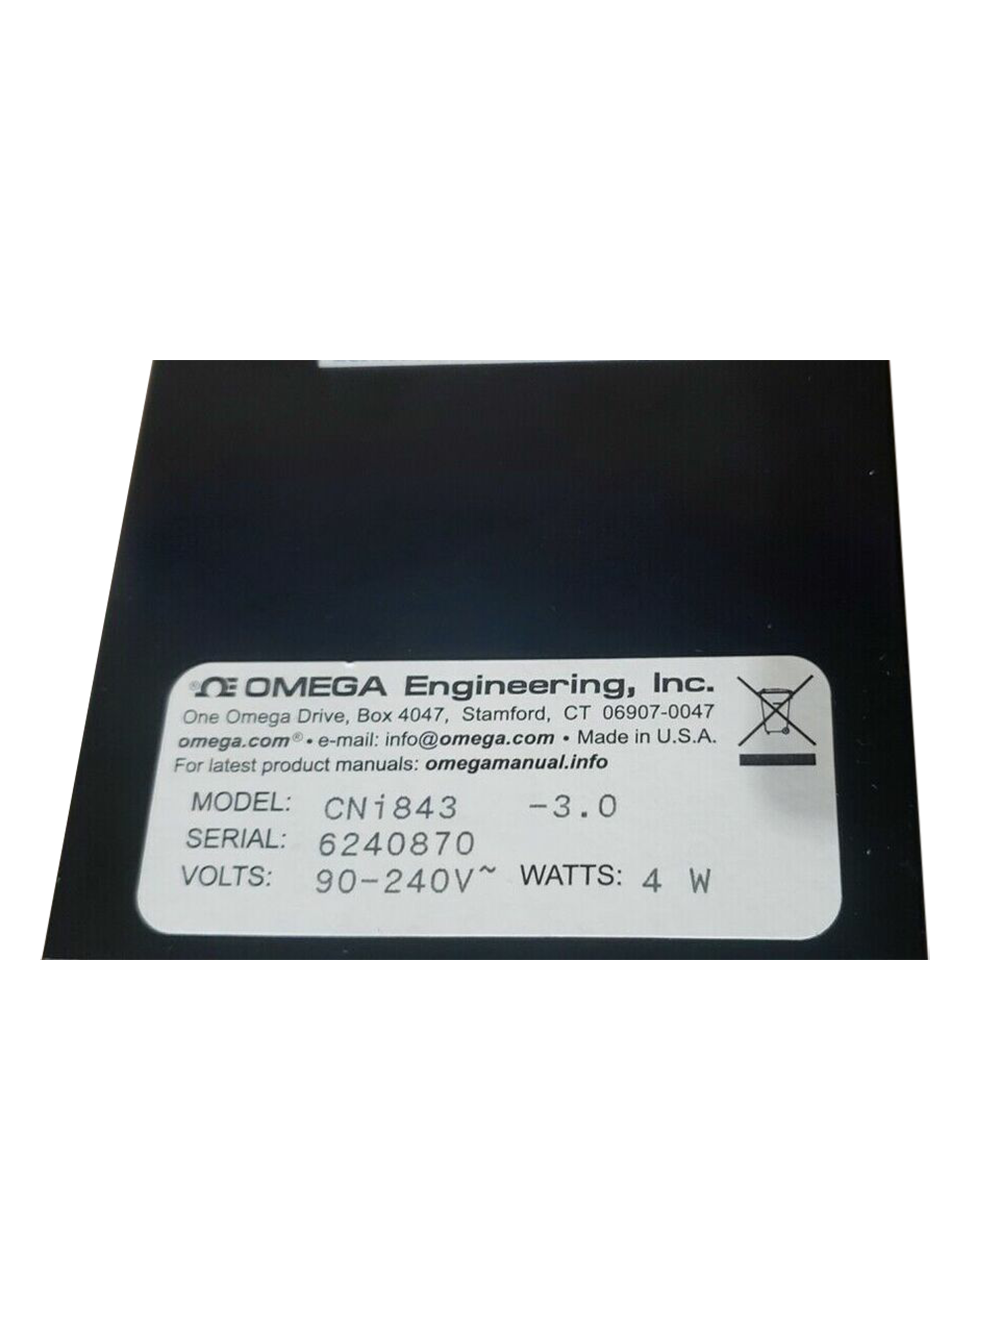 ®ΩE OMEGA Engineering, Inc.
One Omega Drive, Box 4047, Stamford, CT 06907-0047
omega.com® • e-mail: info@omega.com • Made in U.S.A.
For latest product manuals: omegamanual.info
MODEL: CNi843 -3.0
SERIAL: 6240870
VOLTS: 90-240V~ WATTS: 4 W